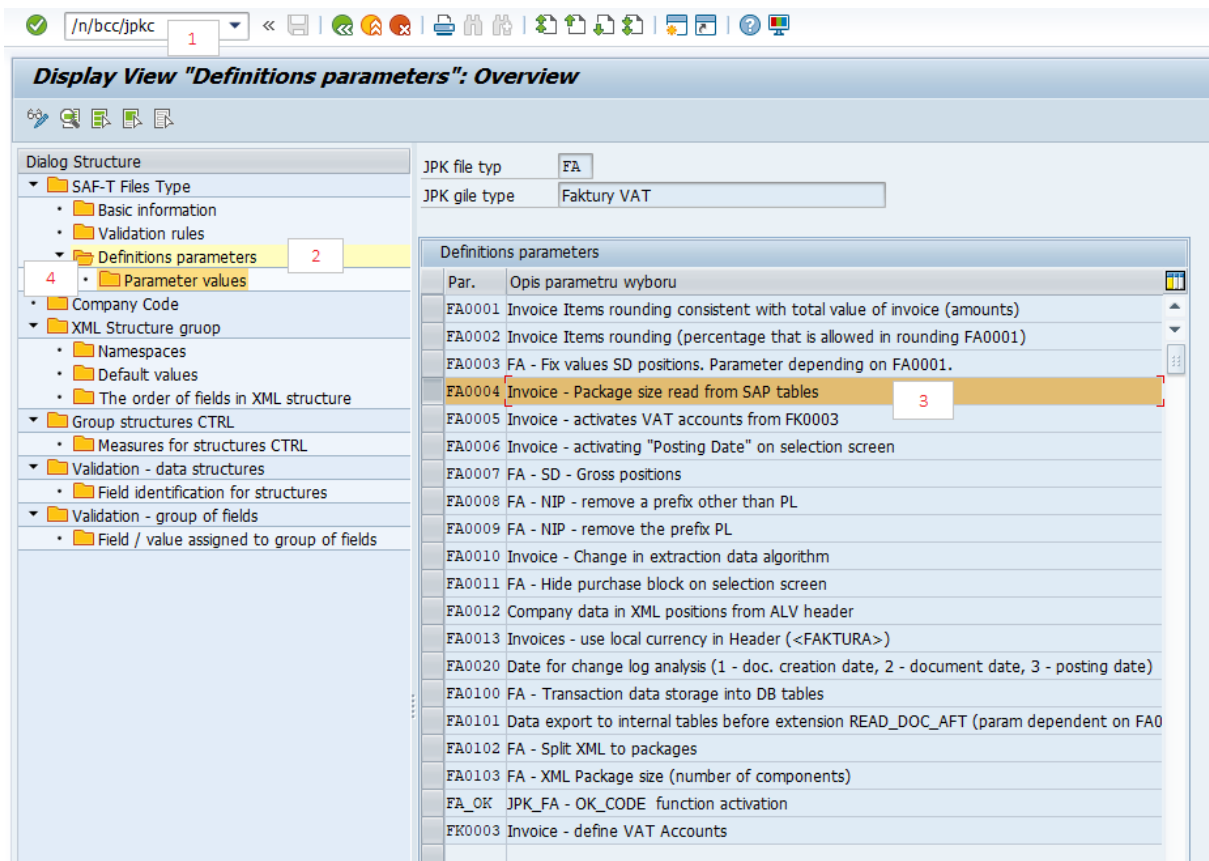 /n/bcc/jpkc
1
Display View "Definitions parameters": Overview
Dialog Structure
SAF-T Files Type
Basic information
Validation rules
Definitions parameters
2
4
Parameter values
Company Code
XML Structure gruop
Namespaces
Default values
The order of fields in XML structure
Group structures CTRL
Measures for structures CTRL
Validation - data structures
Field identification for structures
Validation - group of fields
Field / value assigned to group of fields
JPK file typ FA
JPK gile type Faktury VAT
Definitions parameters
Par. Opis parametru wyboru
FA0001 Invoice Items rounding consistent with total value of invoice (amounts)
FA0002 Invoice Items rounding (percentage that is allowed in rounding FA0001)
FA0003 FA - Fix values SD positions. Parameter depending on FA0001.
FA0004 Invoice - Package size read from SAP tables
3
FA0005 Invoice - activates VAT accounts from FK0003
FA0006 Invoice - activating "Posting Date" on selection screen
FA0007 FA - SD - Gross positions
FA0008 FA - NIP - remove a prefix other than PL
FA0009 FA - NIP - remove the prefix PL
FA0010 Invoice - Change in extraction data algorithm
FA0011 FA - Hide purchase block on selection screen
FA0012 Company data in XML positions from ALV header
FA0013 Invoices - use local currency in Header (<FAKTURA>)
FA0020 Date for change log analysis (1 - doc. creation date, 2 - document date, 3 - posting date)
FA0100 FA - Transaction data storage into DB tables
FA0101 Data export to internal tables before extension READ_DOC_AFT (param dependent on FA0
FA0102 FA - Split XML to packages
FA0103 FA - XML Package size (number of components)
FA_OK JPK_FA - OK_CODE function activation
FK0003 Invoice - define VAT Accounts